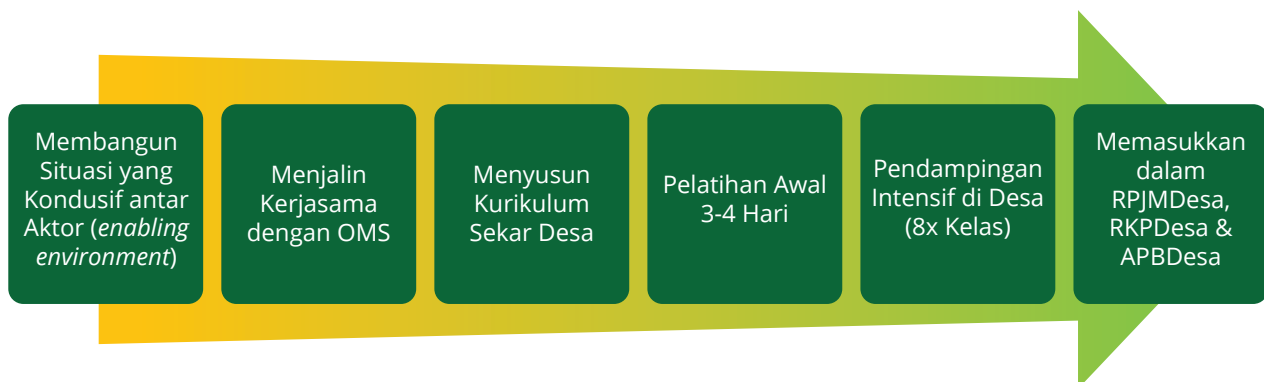 Membangun
Situasi yang
Kondusif antar
Aktor (enabling
environment)
Menjalin
Kerjasama
dengan OMS
Menyusun
Kurikulum
Sekar Desa
Pelatihan Awal
3-4 Hari
Pendampingan
Intensif di Desa
(8x Kelas)
Memasukkan
dalam
RPJMDesa,
RKPDesa &
APBDesa